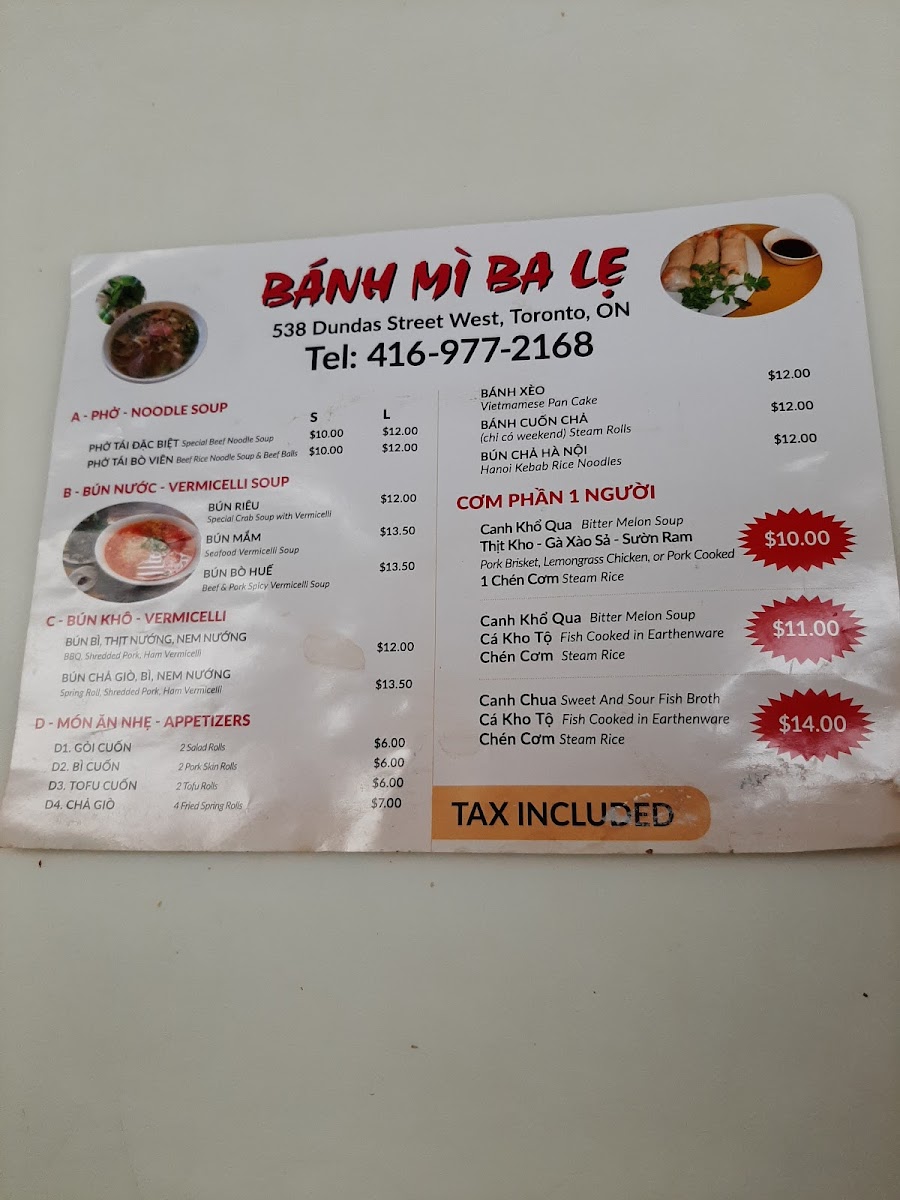 BÁNH MÌ BA LẸ
538 Dundas Street West, Toronto, ON
Tel: 416-977-2168
A - PHỞ - NOODLE SOUP S L
PHỞ TÁI ĐẶC BIỆT Special Beef Noodle Soup $10.00 $12.00
PHỞ TÁI BÒ VIÊN Beef Rice Noodle Soup & Beef Balls $10.00 $12.00
B - BÚN NƯỚC - VERMICELLI SOUP
BÚN RIÊU $12.00
Special Crab Soup with Vermicelli
BÚN MẮM $13.50
Seafood Vermicelli Soup
BÚN BÒ HUẾ $13.50
Beef & Pork Spicy Vermicelli Soup
C - BÚN KHÔ - VERMICELLI
BÚN BÌ, THỊT NƯỚNG, NEM NƯỚNG $12.00
BBQ, Shredded Pork, Ham Vermicelli
BÚN CHẢ GIÒ, BÌ, NEM NƯỚNG $13.50
Spring Roll, Shredded Pork, Ham Vermicelli
D - MÓN ĂN NHẸ - APPETIZERS
D1. GỎI CUỐN 2 Salad Rolls $6.00
D2. BÌ CUỐN 2 Pork Skin Rolls $6.00
D3. TOFU CUỐN 2 Tofu Rolls $6.00
D4. CHẢ GIÒ 4 Fried Spring Rolls $7.00
BÁNH XÈO $12.00
Vietmamese Pan Cake
BÁNH CUỐN CHẢ $12.00
(chỉ có weekend) Steam Rolls
BÚN CHẢ HÀ NỘI $12.00
Hanoi Kebab Rice Noodles
CƠM PHẦN 1 NGƯỜI
Canh Khổ Qua Bitter Melon Soup
Thịt Kho - Gà Xào Sả - Sườn Ram $10.00
Pork Brisket, Lemongrass Chicken, or Pork Cooked
1 Chén Cơm Steam Rice
Canh Khổ Qua Bitter Melon Soup
Cá Kho Tộ Fish Cooked in Earthenware $11.00
Chén Cơm Steam Rice
Canh Chua Sweet And Sour Fish Broth
Cá Kho Tộ Fish Cooked in Earthenware $14.00
Chén Cơm Steam Rice
TAX INCLUDED